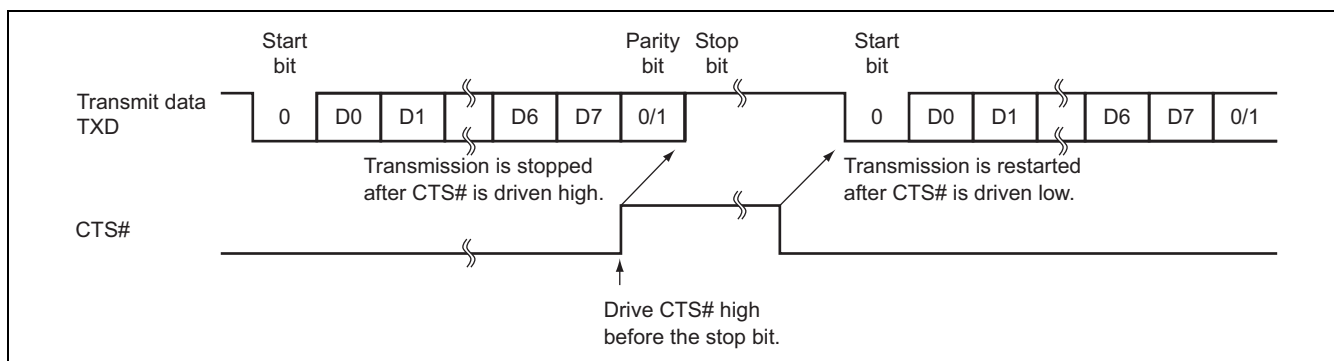 Start bit
Parity bit
Stop bit
Start bit
Transmit data TXD
0 D0 D1 D6 D7 0/1 0 D0 D1 D6 D7 0/1
Transmission is stopped
after CTS# is driven high.
Transmission is restarted
after CTS# is driven low.
CTS#
Drive CTS# high
before the stop bit.